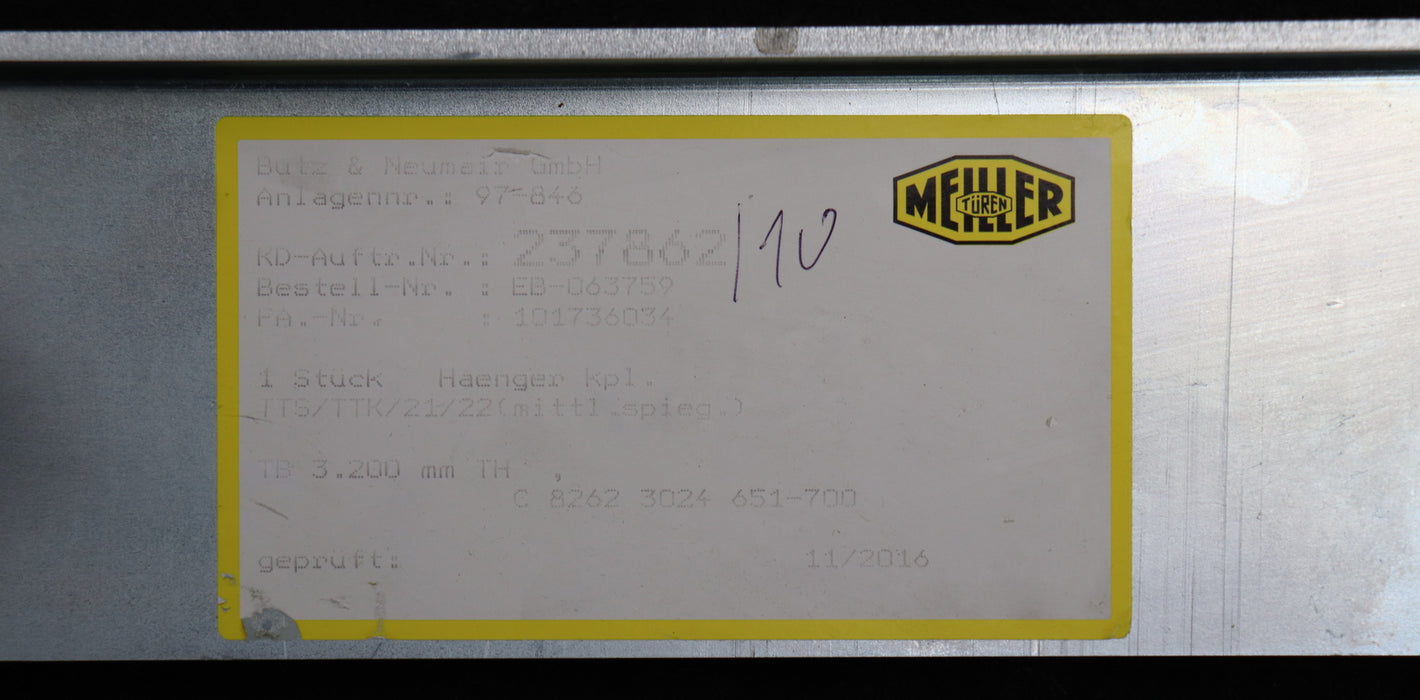 Butz & Neumair GmbH
Anlagennr.: 97-846
MEILLER
TÜREN
KD-Auftr.Nr.: 237862/10
Bestell-Nr. : EB-063759
FA.-Nr. : 101736034
1 Stück Haenger kpl.
TTS/TTK/21/22(mittl.spieg.)
TB 3.200 mm TH ,
C 8262 3024 651-700
geprüft: 11/2016